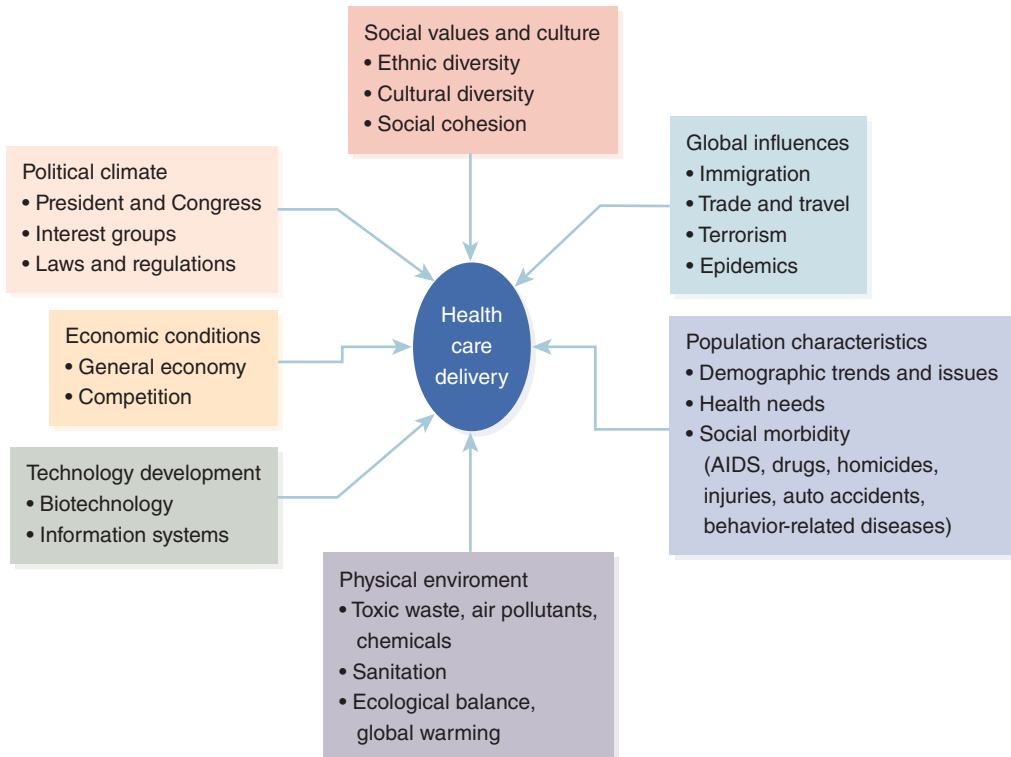 Social values and culture
• Ethnic diversity
• Cultural diversity
• Social cohesion
Political climate
• President and Congress
• Interest groups
• Laws and regulations
Global influences
• Immigration
• Trade and travel
• Terrorism
• Epidemics
Health
care
delivery
Economic conditions
• General economy
• Competition
Population characteristics
• Demographic trends and issues
• Health needs
• Social morbidity
(AIDS, drugs, homicides,
injuries, auto accidents,
behavior-related diseases)
Technology development
• Biotechnology
• Information systems
Physical enviroment
• Toxic waste, air pollutants,
chemicals
• Sanitation
• Ecological balance,
global warming